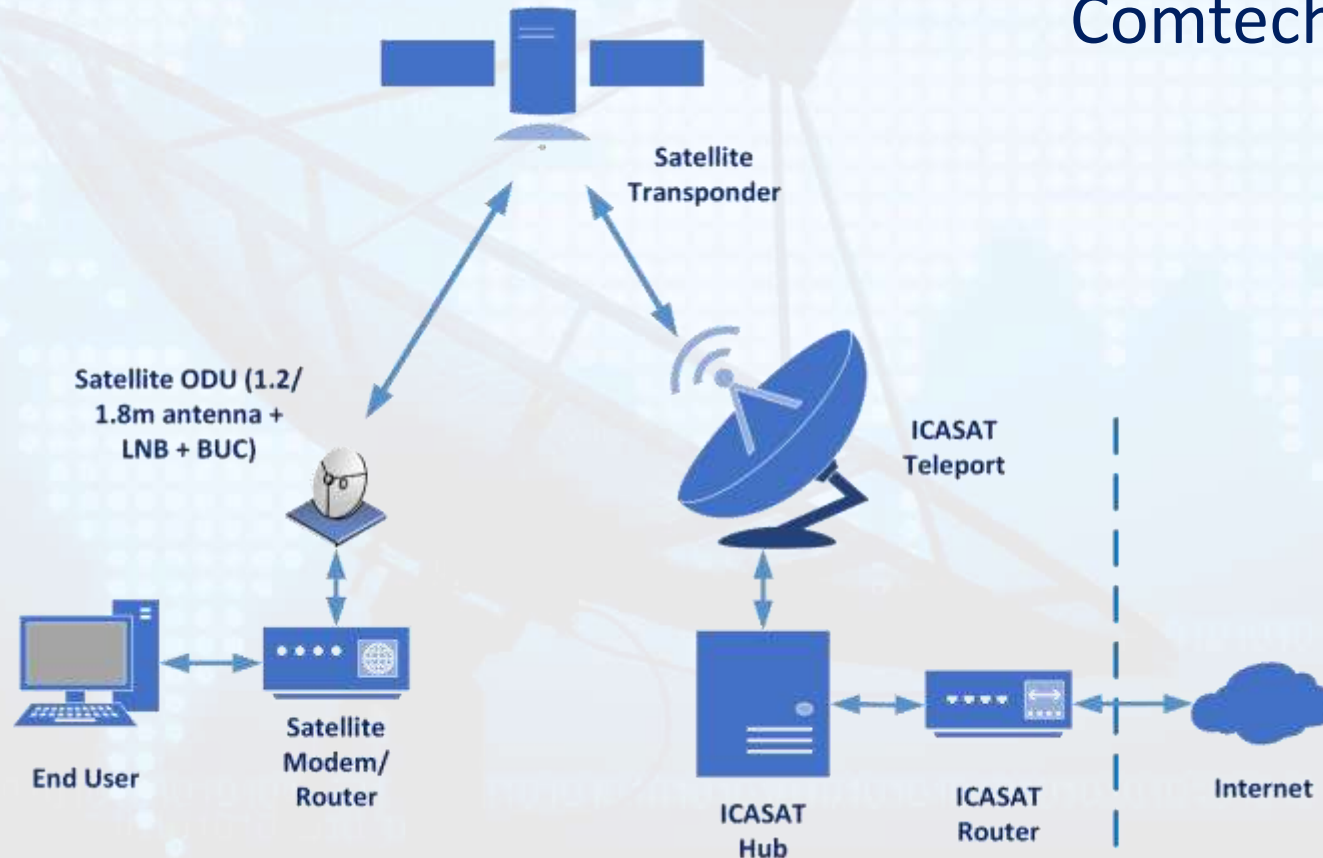 Comtech
Satellite
Transponder
Satellite ODU (1.2/
1.8m antenna +
LNB + BUC)
ICASAT
Teleport
End User
Satellite
Modem/
Router
ICASAT
Hub
ICASAT
Router
Internet